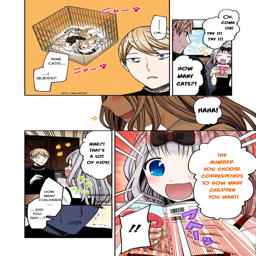 OH,
COME
ON!
TRY IT!
TRY IT!
...
UM...
NINE
CATS...
...I
GUESS?
HOW
MANY
CATS?!
HAHA!
NINE?!
THAT'S
A LOT
OF KIDS!
THE
NUMBER
YOU CHOOSE
CORRESPONDS
TO HOW MANY
CHILDREN
YOU WANT!
HOW MANY
CHILDREN...
...DID
YOU
SAY...
!!